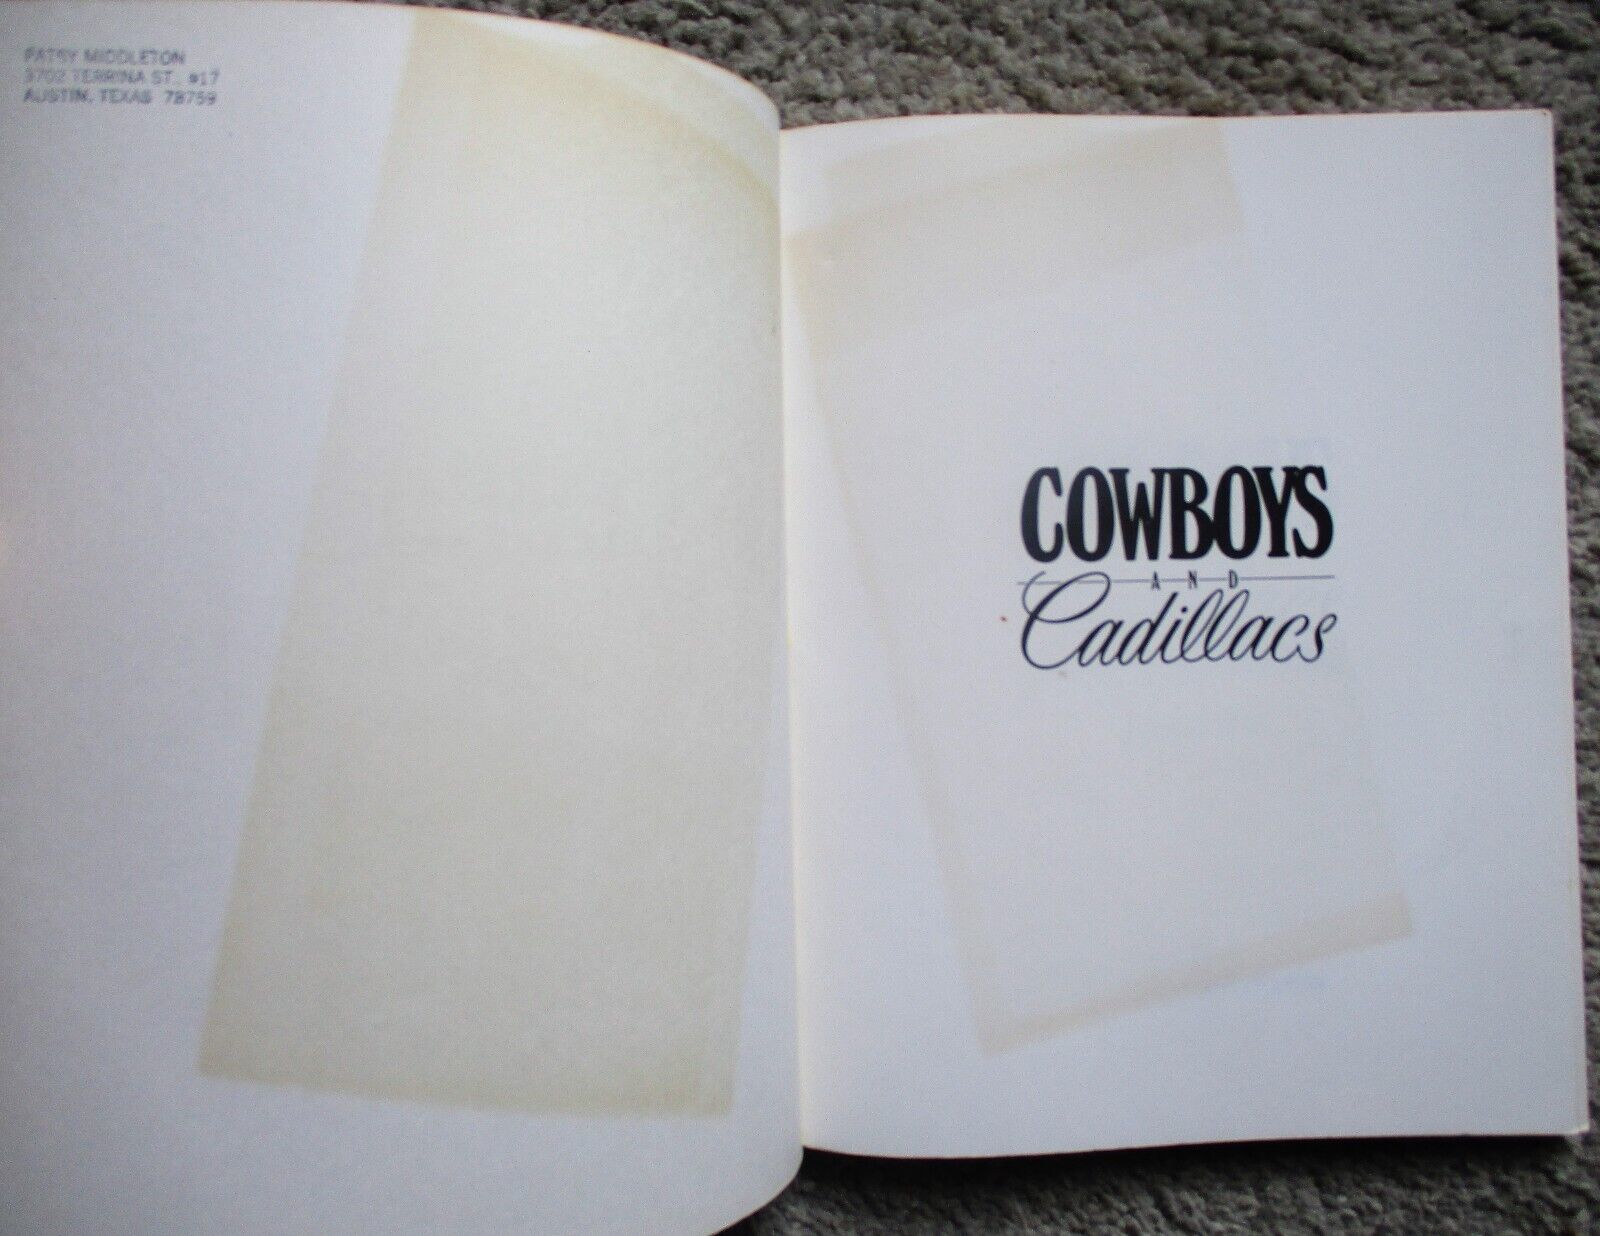 PATSY MIDDLETON
3702 TERRINA ST. #17
AUSTIN, TEXAS 78759
COWBOYS
AND
Cadillacs